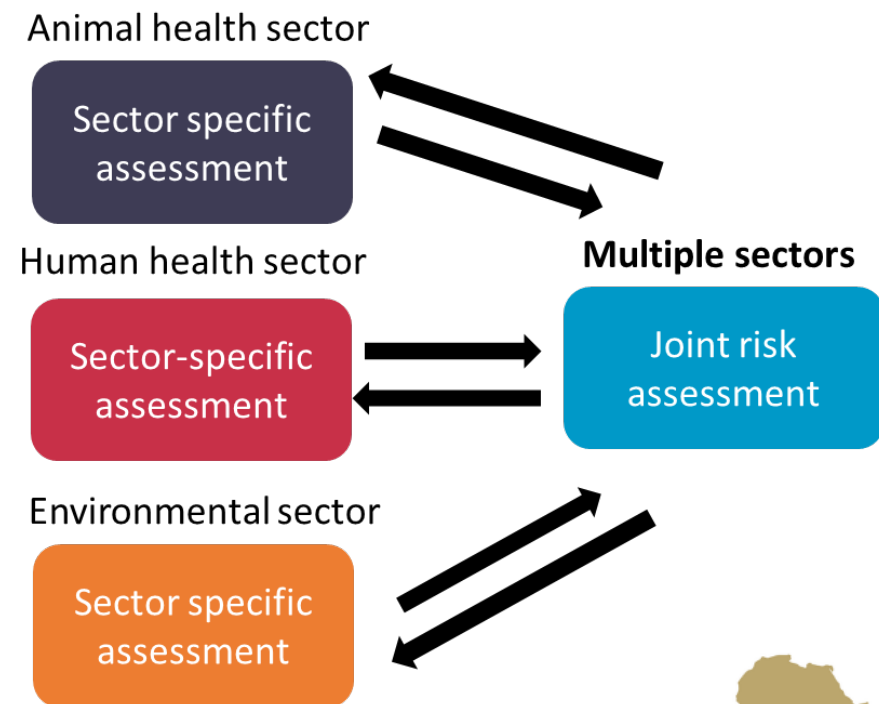 Animal health sector
Sector specific
assessment
Human health sector
Sector-specific
assessment
Multiple sectors
Joint risk
assessment
Environmental sector
Sector specific
assessment